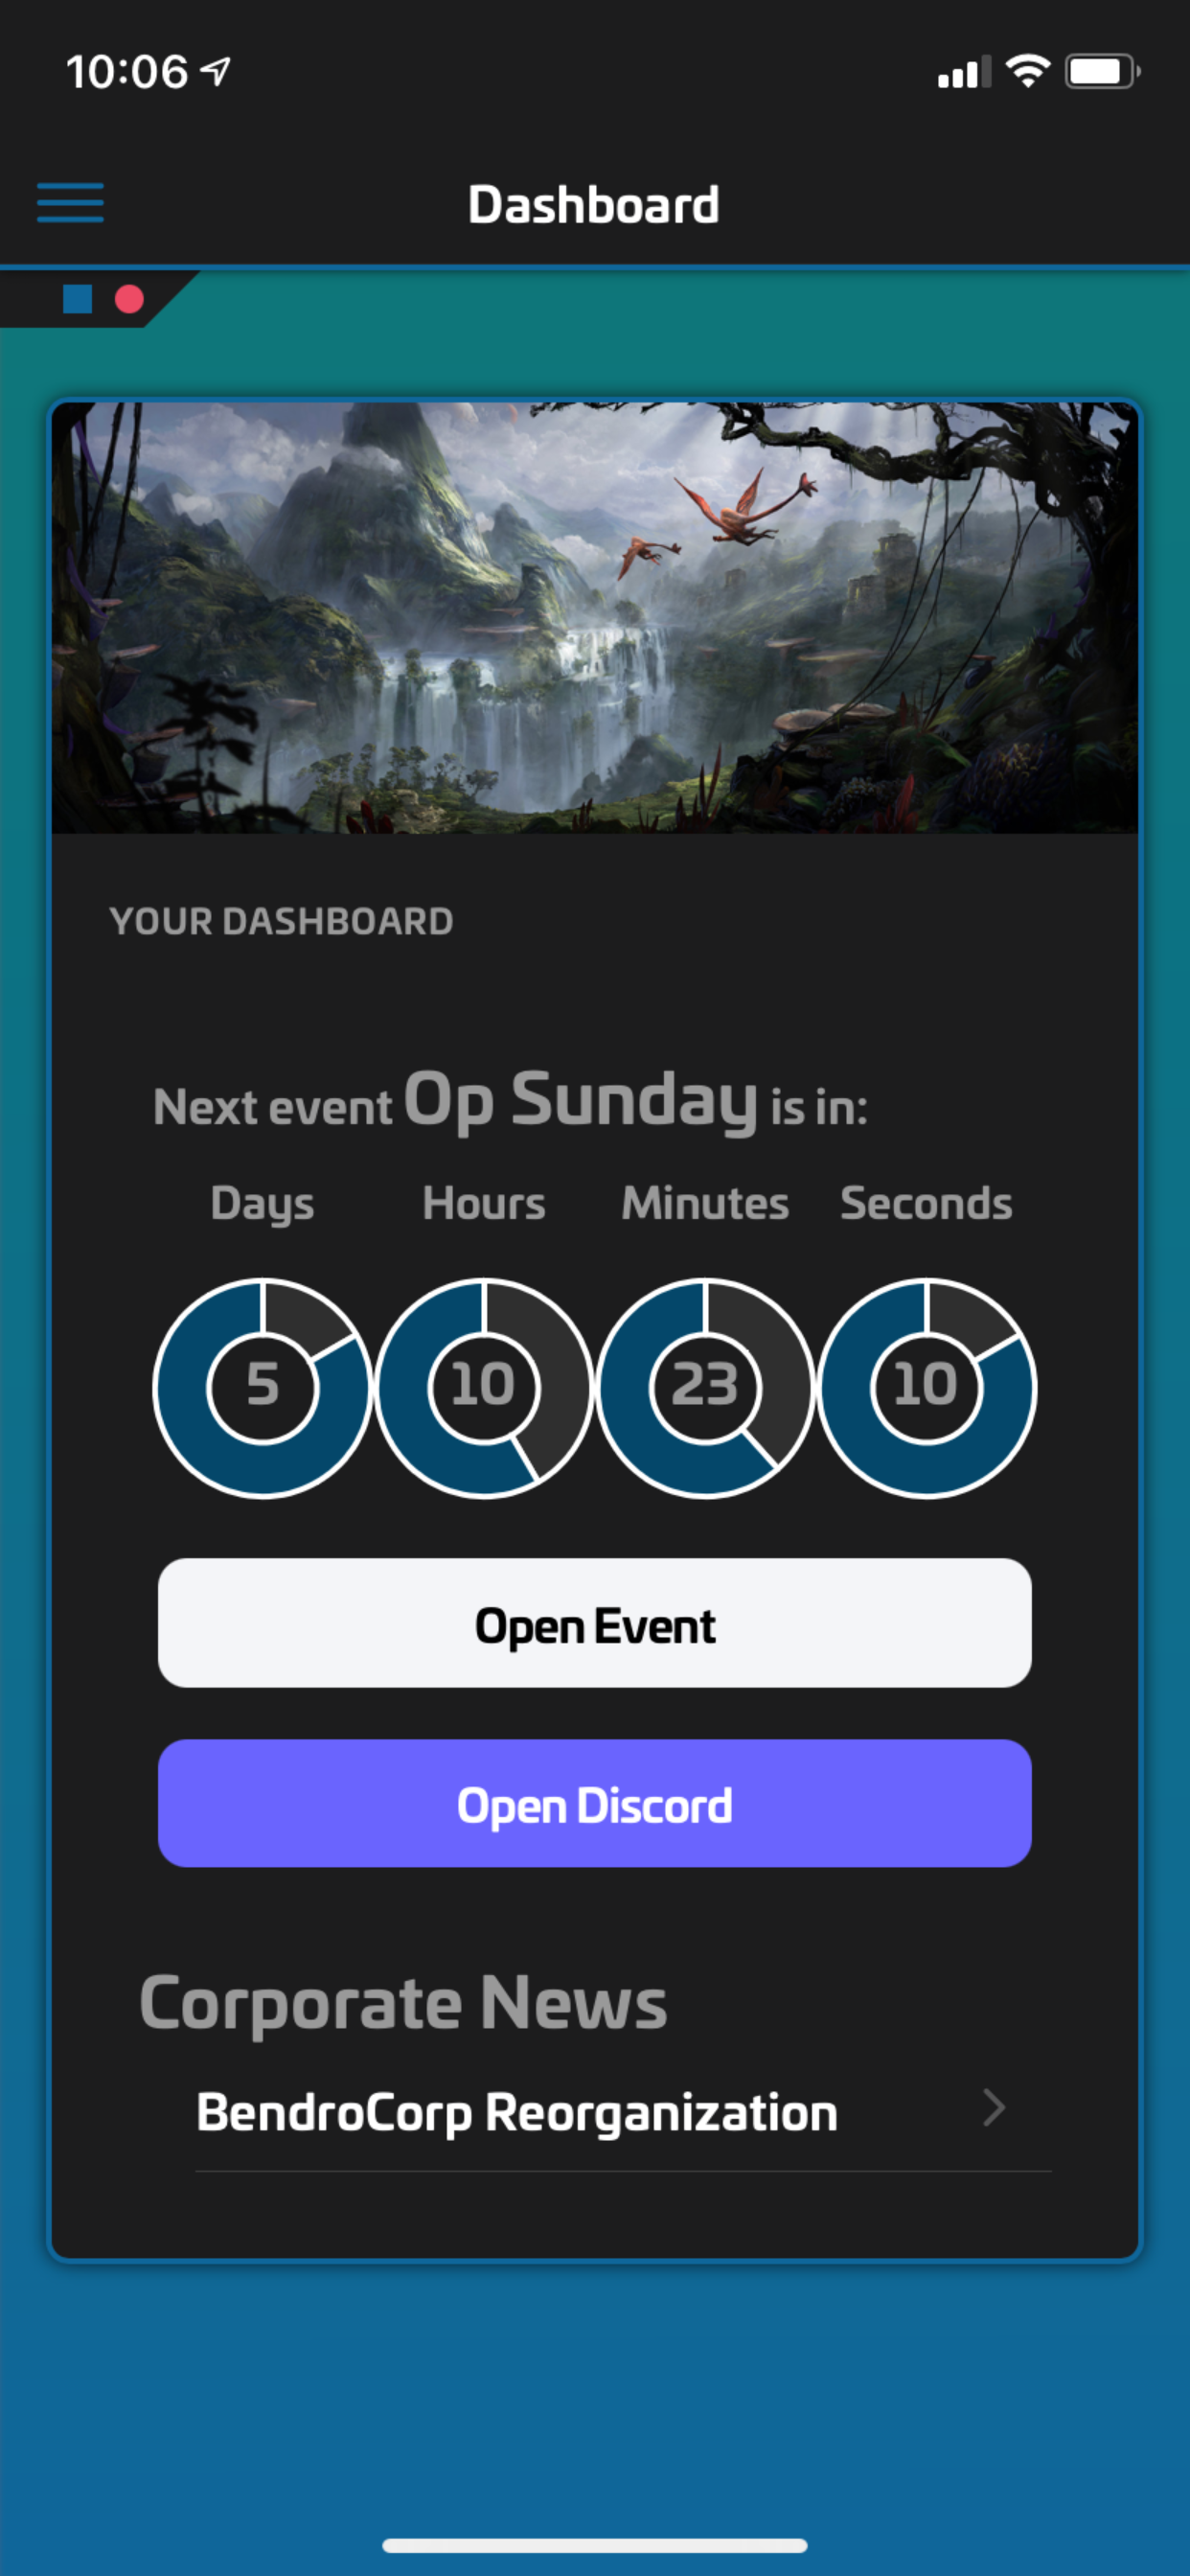 10:06
Dashboard
YOUR DASHBOARD
Next event Op Sunday is in:
Days Hours Minutes Seconds
5 10 23 10
Open Event
Open Discord
Corporate News
BendroCorp Reorganization